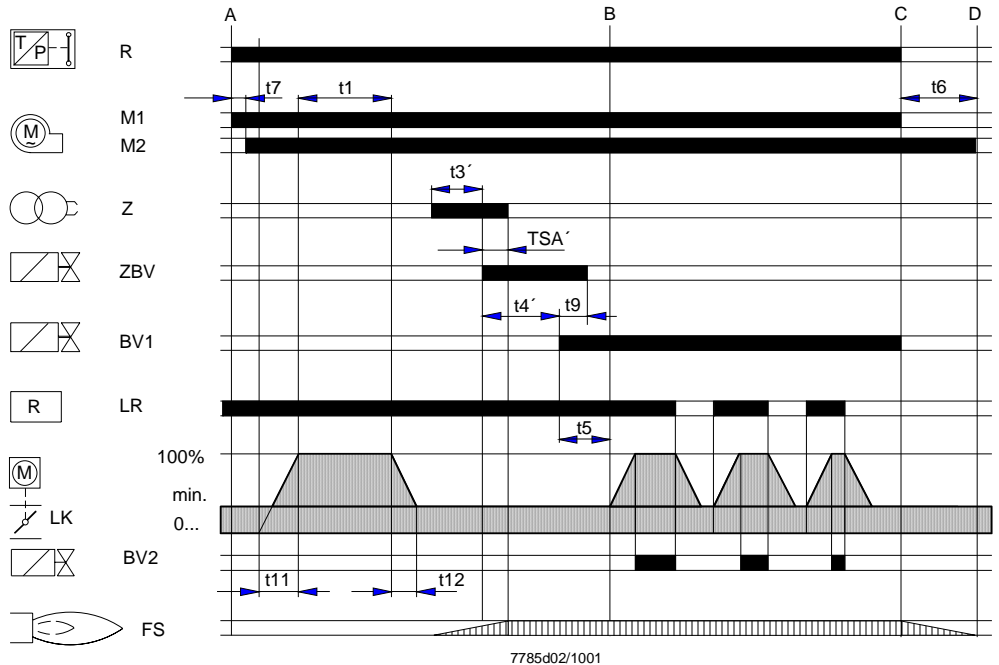 A B C D
T P R
t7 t1 t6
M1
M ~
M2
t3´
Z
TSA´
ZBV
t4´ t9
BV1
R LR
t5
100%
M
min.
LK
0...
BV2
t11 t12
FS
7785d02/1001